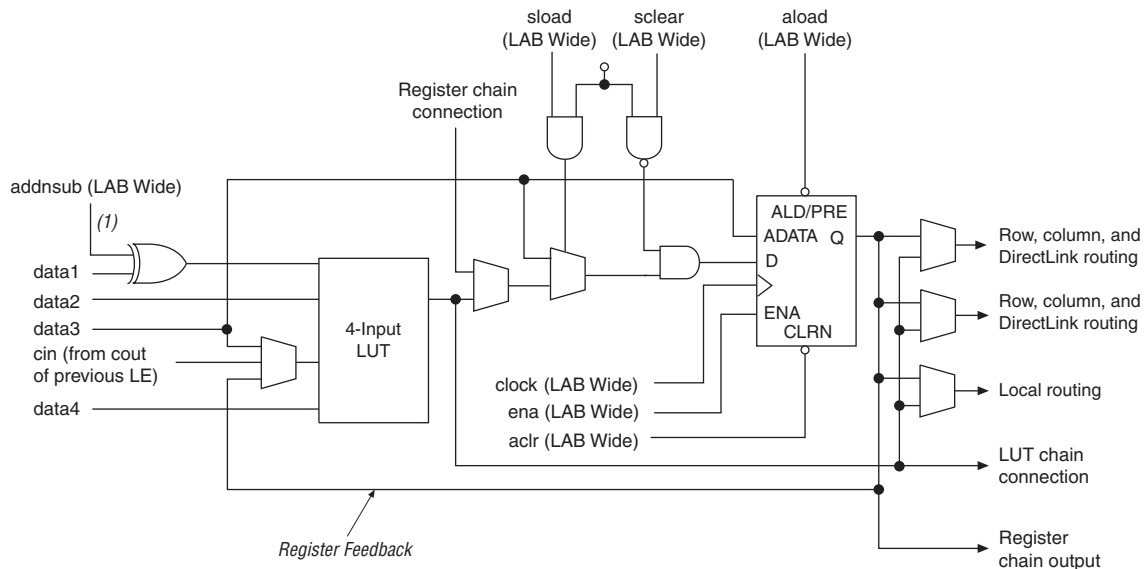 sload
(LAB Wide)
sclear
(LAB Wide)
aload
(LAB Wide)
Register chain
connection
addnsub (LAB Wide)
(1)
data1
data2
data3
cin (from cout
of previous LE)
data4
4-Input
LUT
ALD/PRE
ADATA Q
D
ENA
CLRN
clock (LAB Wide)
ena (LAB Wide)
aclr (LAB Wide)
Row, column, and
DirectLink routing
Row, column, and
DirectLink routing
Local routing
LUT chain
connection
Register
chain output
Register Feedback